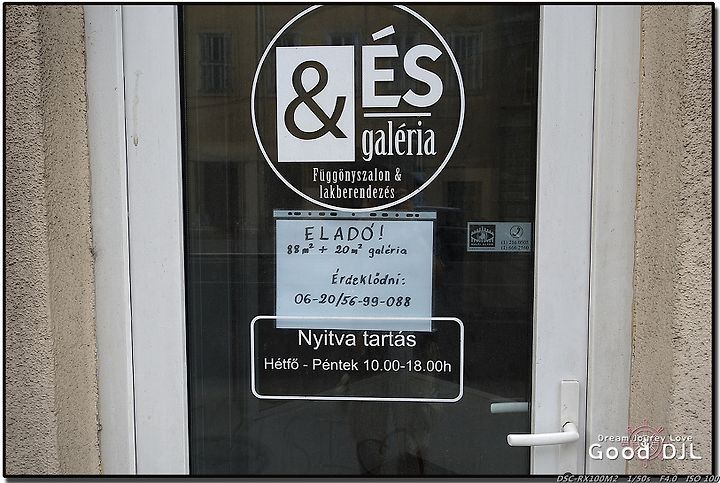 & ÉS
galéria
Függönyszalon &
lakberendezés
ELADÓ!
88m² + 20m² galéria
Érdeklődni:
06-20/56-99-088
Nyitva tartás
Hétfő - Péntek 10.00-18.00h
Dream Jourey Love
Good DJL
DSC-RX100M2 1/50s F4.0 ISO 100